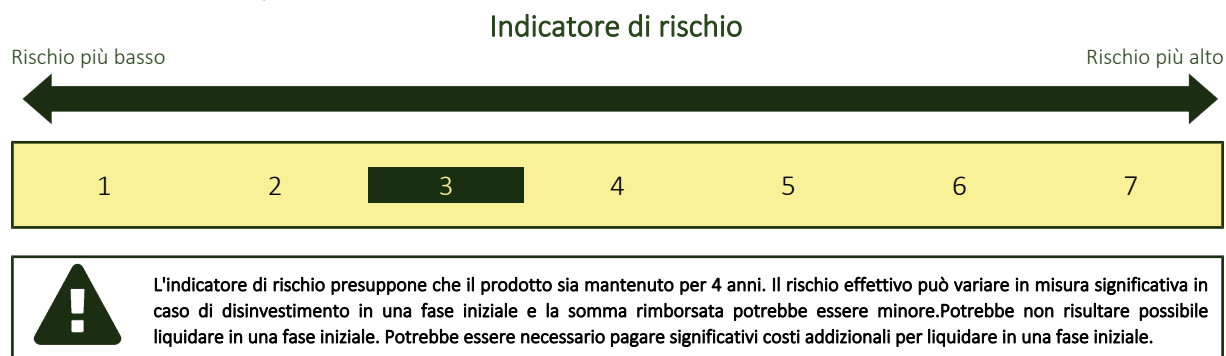 Indicatore di rischio
Rischio più basso Rischio più alto
1 2 3 4 5 6 7
L'indicatore di rischio presuppone che il prodotto sia mantenuto per 4 anni. Il rischio effettivo può variare in misura significativa in
caso di disinvestimento in una fase iniziale e la somma rimborsata potrebbe essere minore.Potrebbe non risultare possibile
liquidare in una fase iniziale. Potrebbe essere necessario pagare significativi costi addizionali per liquidare in una fase iniziale.